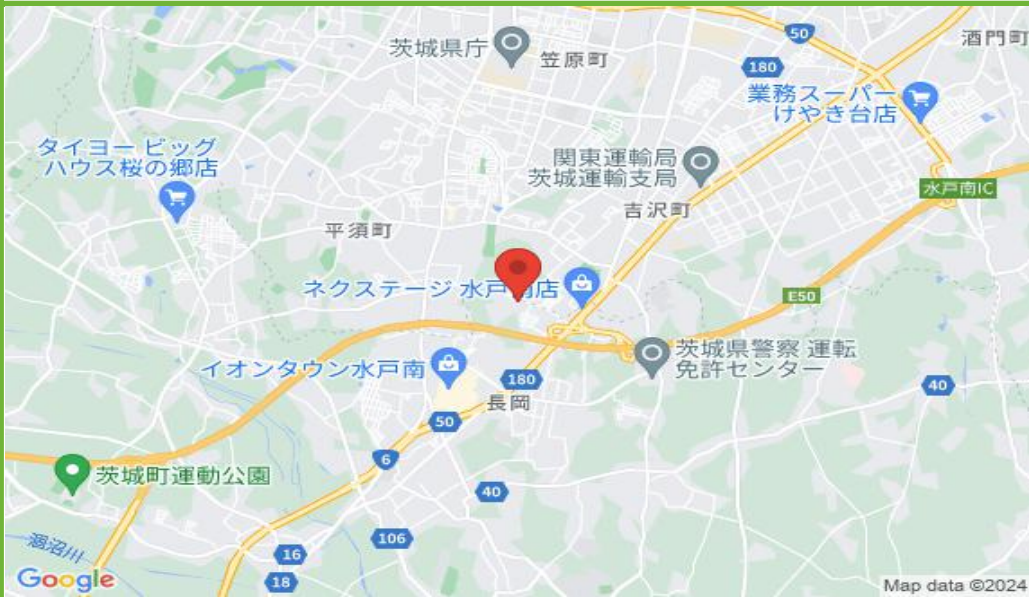 茨城県庁
笠原町
50
酒門町
180
業務スーパー
けやき台店
タイヨー ビッグ
ハウス桜の郷店
関東運輸局
茨城運輸支局
水戸南IC
吉沢町
平須町
ネクステージ 水戸南店
E50
茨城県警察 運転
免許センター
イオンタウン水戸南
180
40
長岡
50
6
茨城町運動公園
40
106
涸沼川
16
18
Google
Map data ©2024